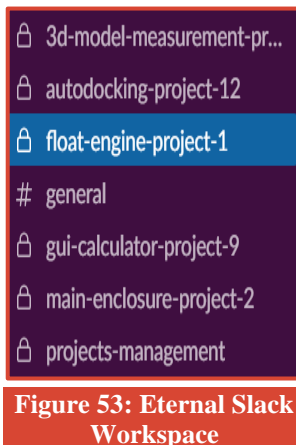 3d-model-measurement-pr...
autodocking-project-12
float-engine-project-1
# general
gui-calculator-project-9
main-enclosure-project-2
projects-management
Figure 53: Eternal Slack
Workspace